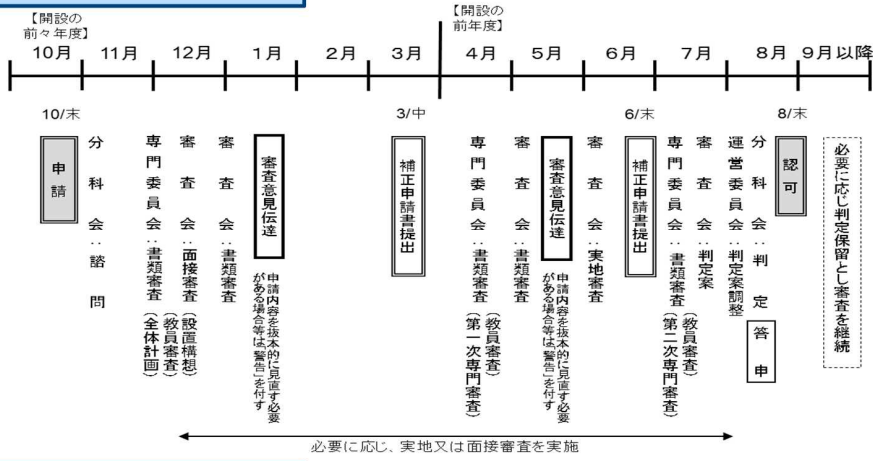 【開設の
前々年度】
【開設の
前年度】
10月
11月
12月
1月
2月
3月
4月
5月
6月
7月
8月
9月以降
10/末
3/中
6/末
8/末
申請
分科会：諮問
専門委員会：書類審査
（教員審査）
（全体計画）
審査会：面接審査
（設置構想）
審査会：書類審査
審査意見伝達
申請内容を抜本的に見直す必要
がある場合等は「警告」を付す
補正申請書提出
専門委員会：書類審査
（教員審査）
（第一次専門審査）
審査会：書類審査
審査意見伝達
申請内容を抜本的に見直す必要
がある場合等は「警告」を付す
審査会：実地審査
補正申請書提出
専門委員会：書類審査
（教員審査）
（第二次専門審査）
審査会：判定案
運営委員会：判定案調整
分科会：判定
答申
認可
必要に応じ判定保留とし審査を継続
必要に応じ、実地又は面接審査を実施